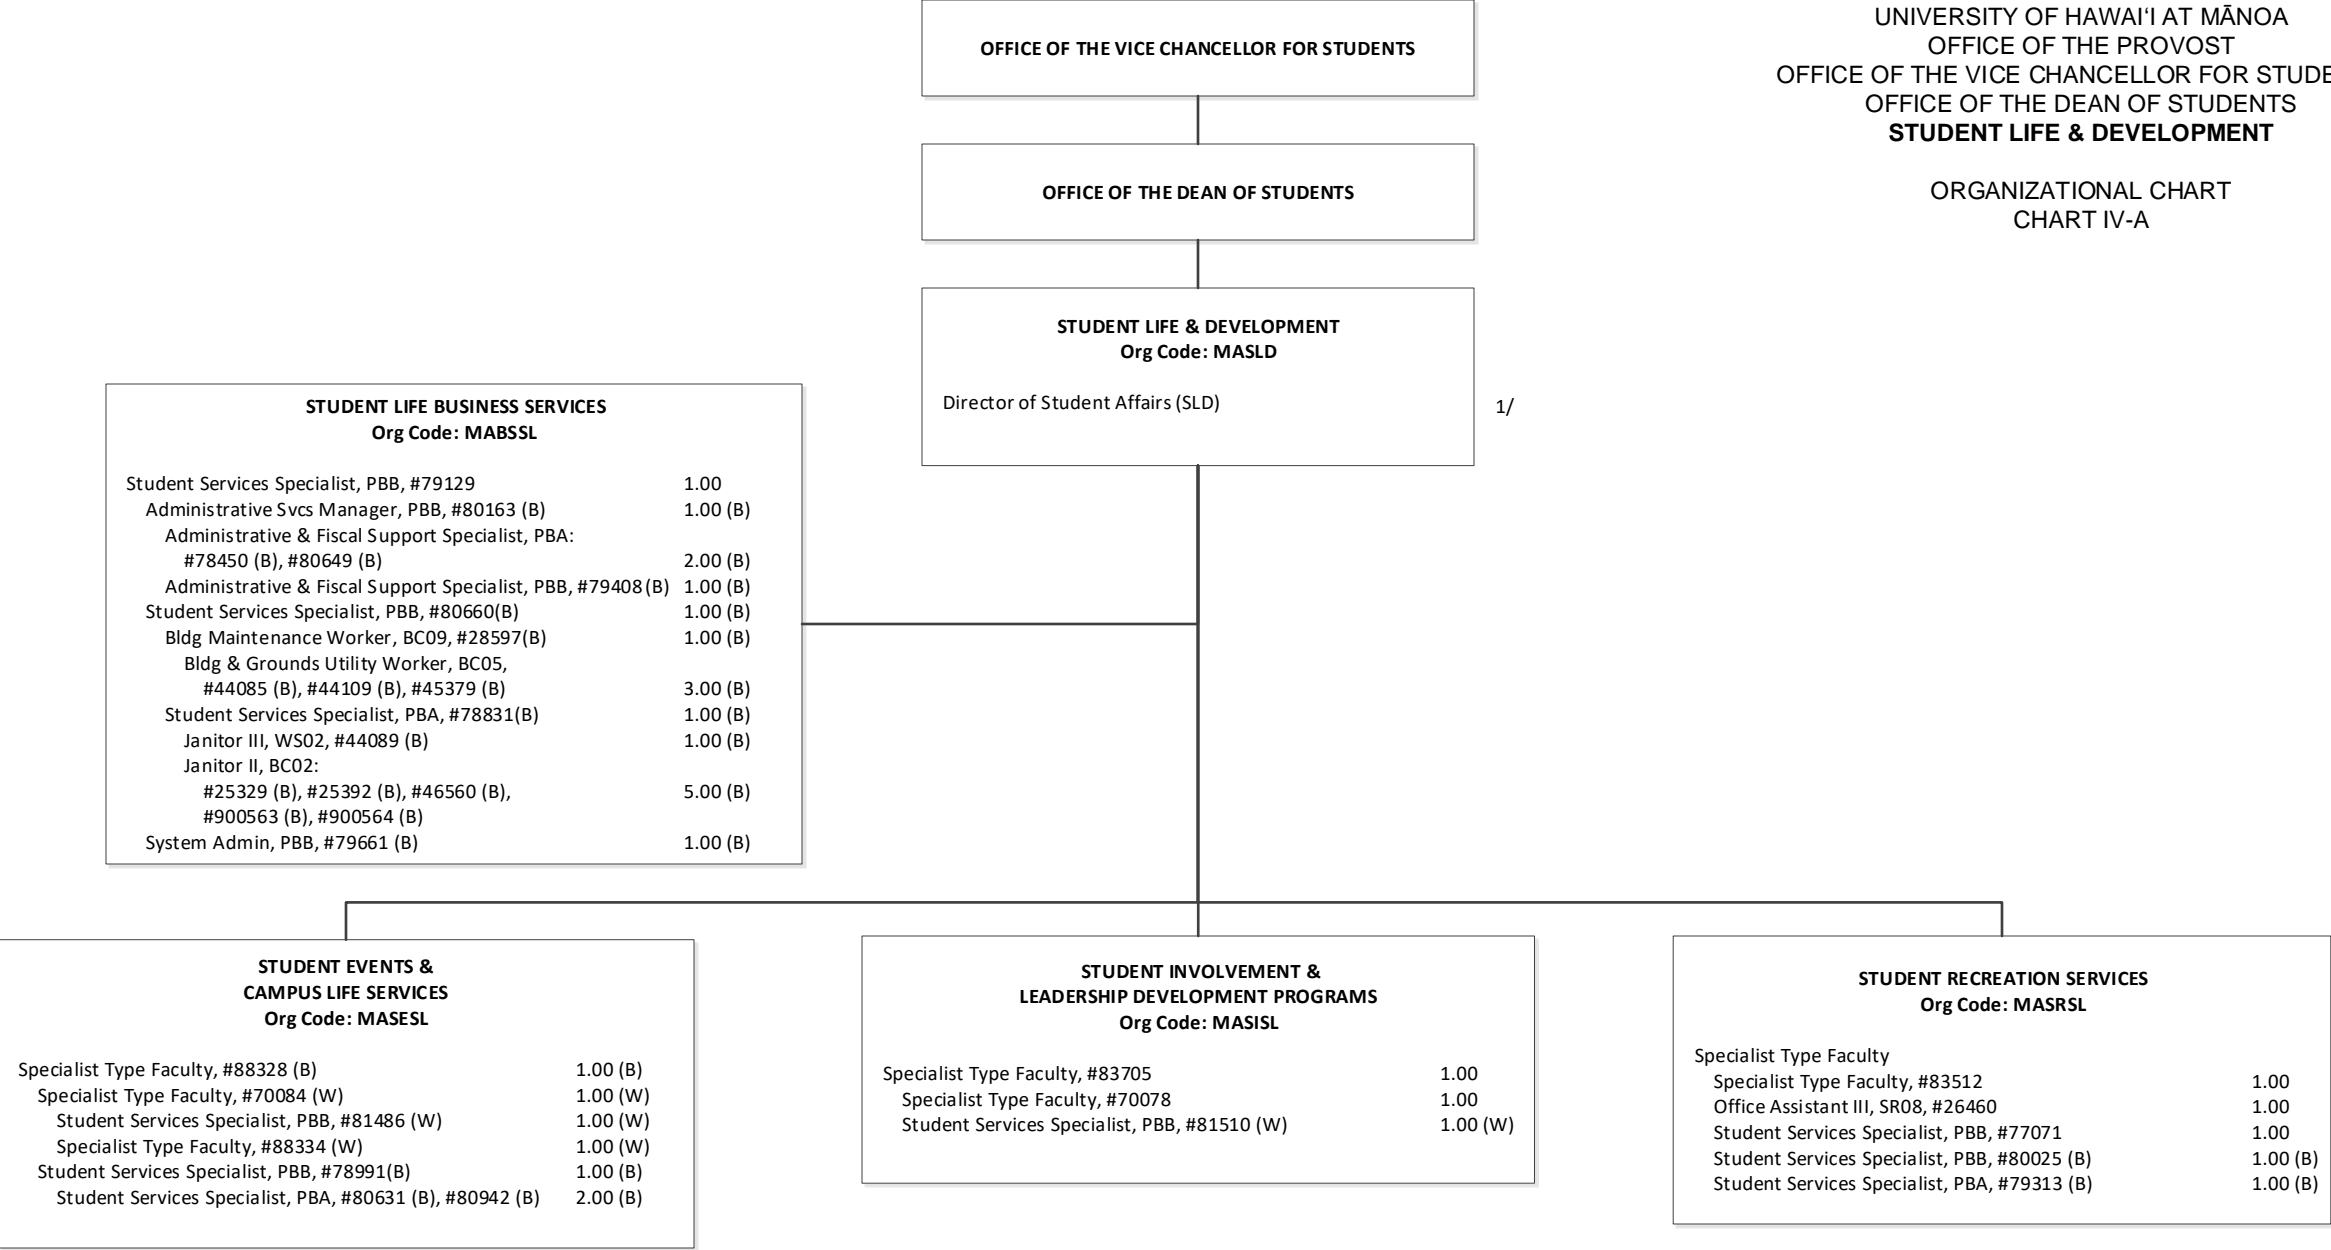 OFFICE OF THE VICE CHANCELLOR FOR STUDENTS
UNIVERSITY OF HAWAI‘I AT MĀNOA
OFFICE OF THE PROVOST
OFFICE OF THE VICE CHANCELLOR FOR STUDE
OFFICE OF THE DEAN OF STUDENTS
STUDENT LIFE & DEVELOPMENT
ORGANIZATIONAL CHART
CHART IV-A
OFFICE OF THE DEAN OF STUDENTS
STUDENT LIFE & DEVELOPMENT
Org Code: MASLD
Director of Student Affairs (SLD) 1/
STUDENT LIFE BUSINESS SERVICES
Org Code: MABSSL
Student Services Specialist, PBB, #79129 1.00
Administrative Svcs Manager, PBB, #80163 (B) 1.00 (B)
Administrative & Fiscal Support Specialist, PBA:
#78450 (B), #80649 (B) 2.00 (B)
Administrative & Fiscal Support Specialist, PBB, #79408(B) 1.00 (B)
Student Services Specialist, PBB, #80660(B) 1.00 (B)
Bldg Maintenance Worker, BC09, #28597(B) 1.00 (B)
Bldg & Grounds Utility Worker, BC05,
#44085 (B), #44109 (B), #45379 (B) 3.00 (B)
Student Services Specialist, PBA, #78831(B) 1.00 (B)
Janitor III, WS02, #44089 (B) 1.00 (B)
Janitor II, BC02:
#25329 (B), #25392 (B), #46560 (B), 5.00 (B)
#900563 (B), #900564 (B)
System Admin, PBB, #79661 (B) 1.00 (B)
STUDENT EVENTS &
CAMPUS LIFE SERVICES
Org Code: MASESL
Specialist Type Faculty, #88328 (B) 1.00 (B)
Specialist Type Faculty, #70084 (W) 1.00 (W)
Student Services Specialist, PBB, #81486 (W) 1.00 (W)
Specialist Type Faculty, #88334 (W) 1.00 (W)
Student Services Specialist, PBB, #78991(B) 1.00 (B)
Student Services Specialist, PBA, #80631 (B), #80942 (B) 2.00 (B)
STUDENT INVOLVEMENT &
LEADERSHIP DEVELOPMENT PROGRAMS
Org Code: MASISL
Specialist Type Faculty, #83705 1.00
Specialist Type Faculty, #70078 1.00
Student Services Specialist, PBB, #81510 (W) 1.00 (W)
STUDENT RECREATION SERVICES
Org Code: MASRSL
Specialist Type Faculty
Specialist Type Faculty, #83512 1.00
Office Assistant III, SR08, #26460 1.00
Student Services Specialist, PBB, #77071 1.00
Student Services Specialist, PBB, #80025 (B) 1.00 (B)
Student Services Specialist, PBA, #79313 (B) 1.00 (B)